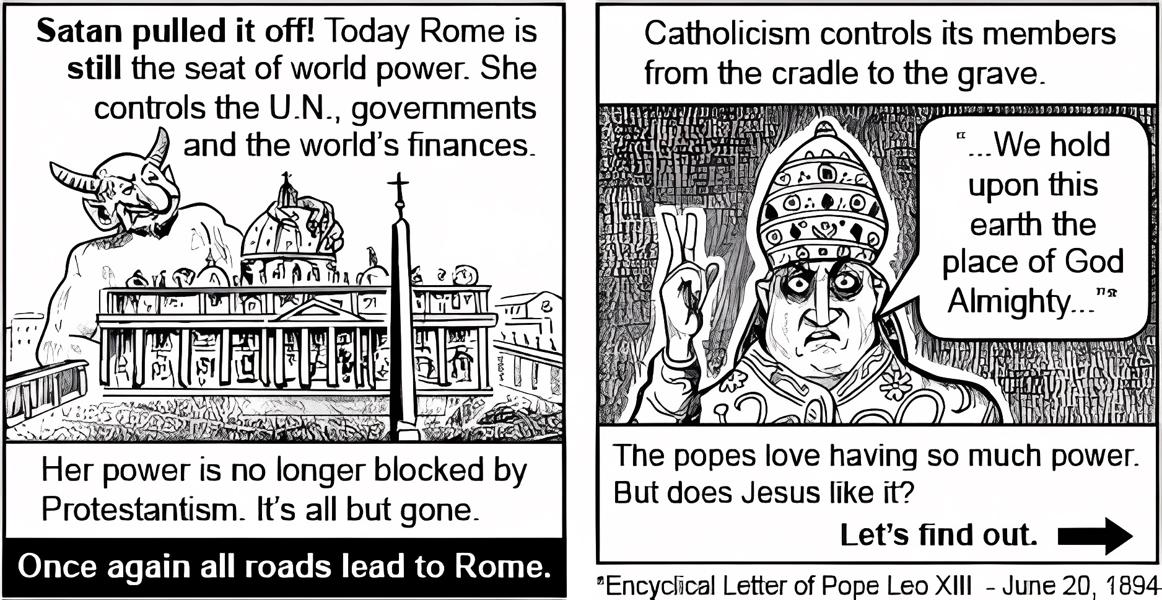 Satan pulled it off! Today Rome is
still the seat of world power. She
controls the U.N., governments
and the world's finances.
Her power is no longer blocked by
Protestantism. It's all but gone.
Once again all roads lead to Rome.
Catholicism controls its members
from the cradle to the grave.
"...We hold
upon this
earth the
place of God
Almighty..."*
The popes love having so much power.
But does Jesus like it?
Let's find out.
*Encyclical Letter of Pope Leo XIII - June 20, 1894